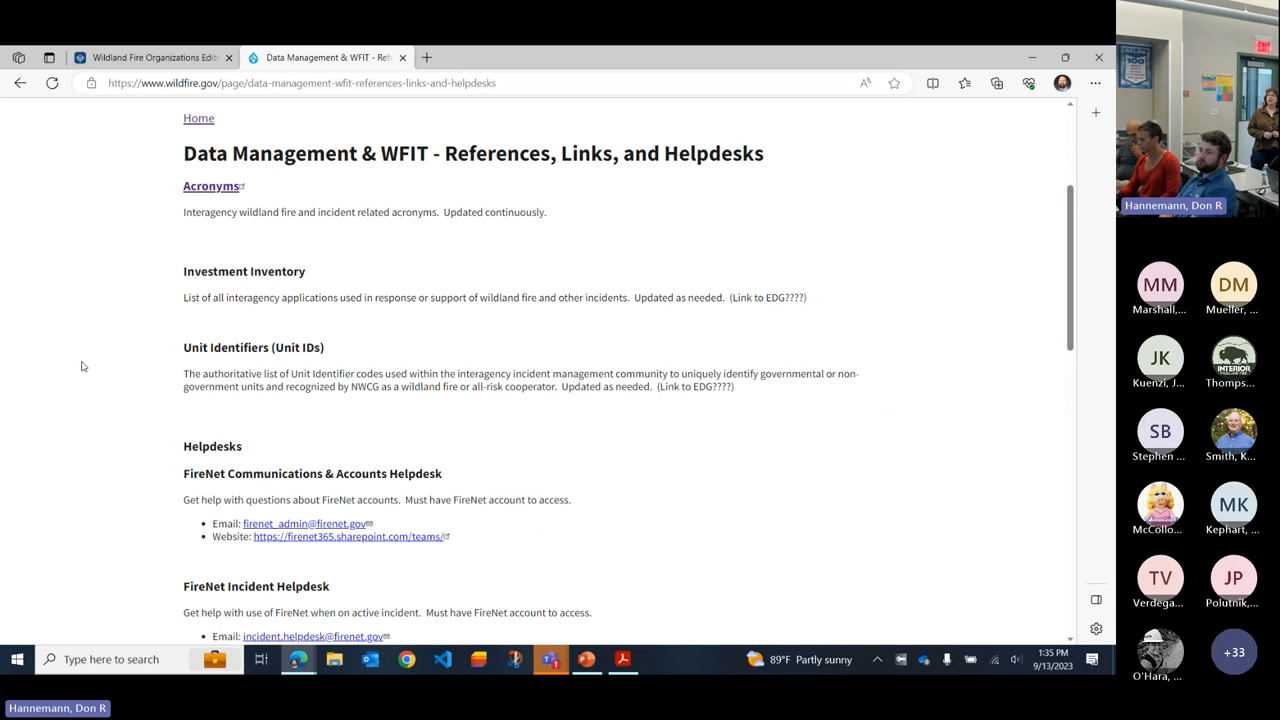 Wildland Fire Organizations Edit
Data Management & WFIT - Ref
https://www.wildfire.gov/page/data-management-wfit-references-links-and-helpdesks
Home
Data Management & WFIT - References, Links, and Helpdesks
Acronyms
Interagency wildland fire and incident related acronyms. Updated continuously.
Investment Inventory
List of all interagency applications used in response or support of wildland fire and other incidents. Updated as needed. (Link to EDG????)
Unit Identifiers (Unit IDs)
The authoritative list of Unit Identifier codes used within the interagency incident management community to uniquely identify governmental or non-
government units and recognized by NWCG as a wildland fire or all-risk cooperator. Updated as needed. (Link to EDG????)
Helpdesks
FireNet Communications & Accounts Helpdesk
Get help with questions about FireNet accounts. Must have FireNet account to access.
• Email: firenet_admin@firenet.gov
• Website: https://firenet365.sharepoint.com/teams/
FireNet Incident Helpdesk
Get help with use of FireNet when on active incident. Must have FireNet account to access.
• Email: incident.helpdesk@firenet.gov
Type here to search
89°F Partly sunny
1:35 PM
9/13/2023
Hannemann, Don R
EXIT
100
Hannemann, Don R
MM
Marshall,...
DM
Mueller, ...
JK
Kuenzi, J...
INTERIOR
Thomps...
SB
Stephen ...
Smith, K...
McCollo...
MK
Kephart, ...
TV
Verdega...
JP
Polutnik,...
O'Hara, ...
+33